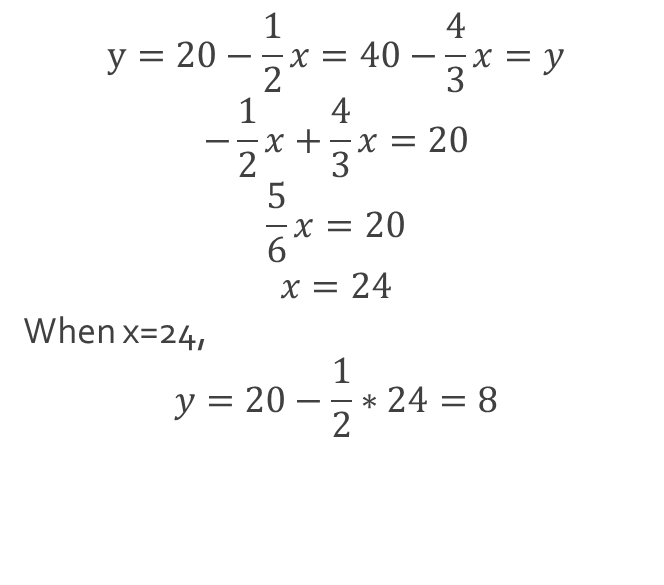 y = 20 − 1/2 x = 40 − 4/3 x = y
− 1/2 x + 4/3 x = 20
5/6 x = 20
x = 24
When x=24,
y = 20 − 1/2 * 24 = 8